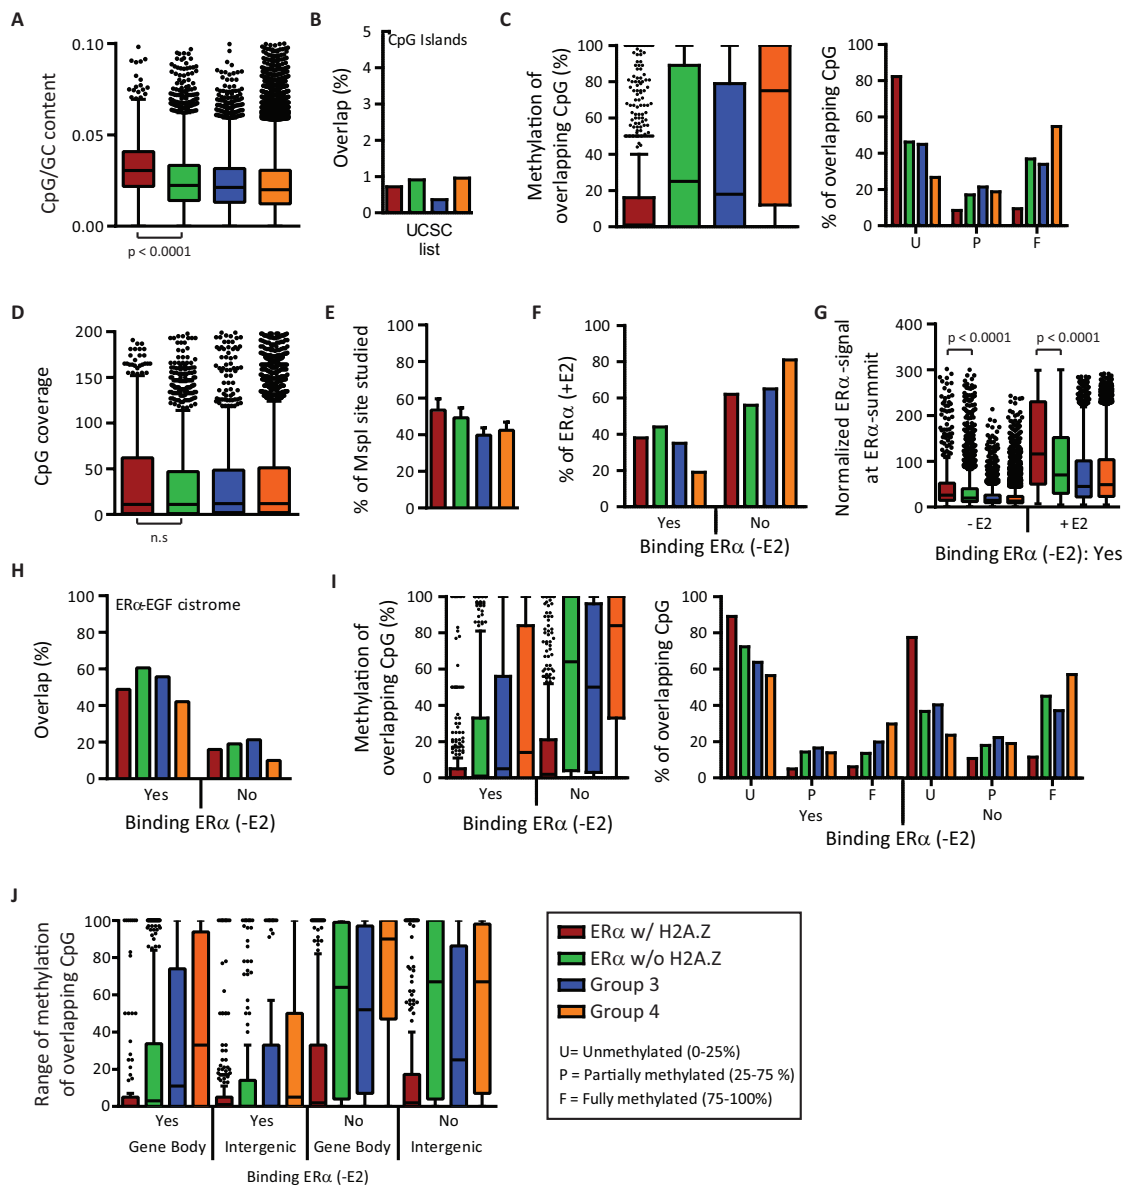 A
CpG/GC content
0.10
0.05
0.00
p < 0.0001
B
Overlap (%)
5
4
3
2
1
0
CpG Islands
UCSC
list
C
Methylation of
overlapping CpG (%)
100
80
60
40
20
0
% of overlapping CpG
100
80
60
40
20
0
U P F
D
CpG coverage
200
150
100
50
0
n.s
E
% of MspI site studied
100
80
60
40
20
0
F
% of ERα (+E2)
100
80
60
40
20
0
Yes No
Binding ERα (-E2)
G
Normalized ERα -signal
at ERα-summit
400
300
200
100
0
p < 0.0001 p < 0.0001
- E2 + E2
Binding ERα (-E2): Yes
H
Overlap (%)
100
80
60
40
20
0
ERα-EGF cistrome
Yes No
Binding ERα (-E2)
I
Methylation of
overlapping CpG (%)
100
80
60
40
20
0
Yes No
Binding ERα (-E2)
% of overlapping CpG
100
80
60
40
20
0
U P F U P F
Yes No
Binding ERα (-E2)
J
Range of methylation
of overlapping CpG
100
80
60
40
20
0
Yes Yes No No
Gene Body Intergenic Gene Body Intergenic
Binding ERα (-E2)
ERα w/ H2A.Z
ERα w/o H2A.Z
Group 3
Group 4
U= Unmethylated (0-25%)
P = Partially methylated (25-75 %)
F = Fully methylated (75-100%)